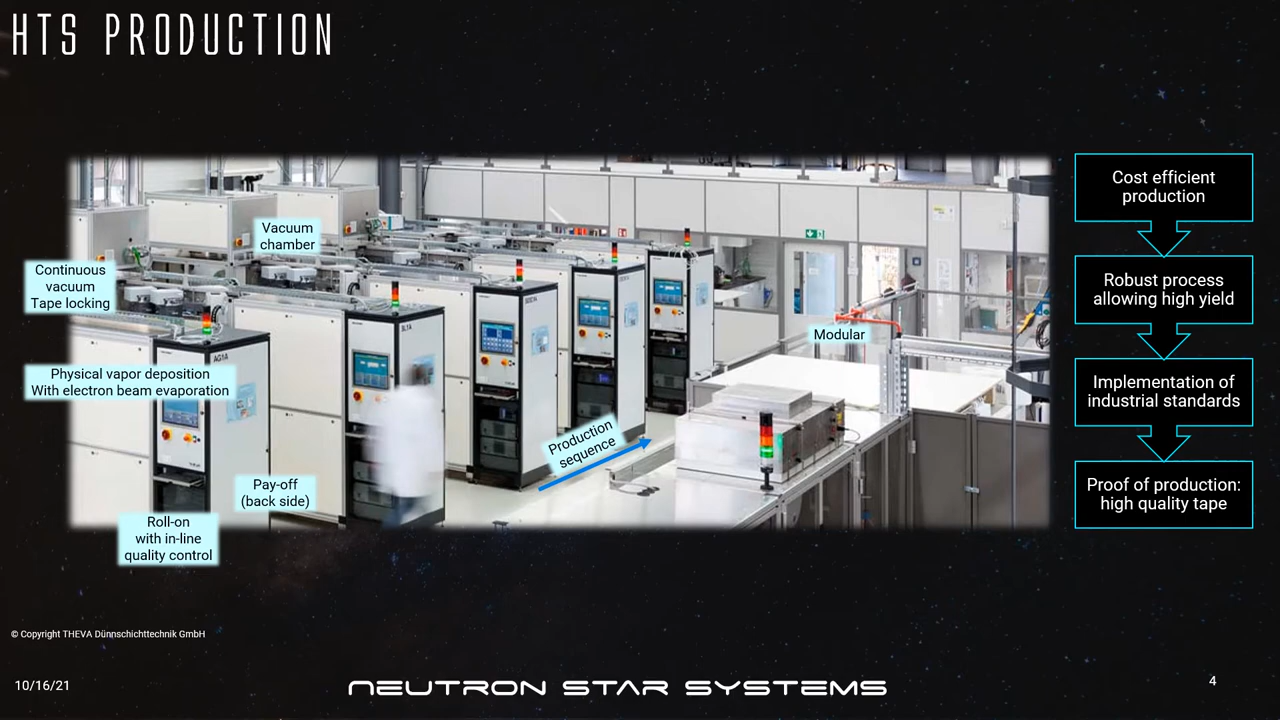 HTS PRODUCTION
Vacuum
chamber
Continuous
vacuum
Tape locking
Physical vapor deposition
With electron beam evaporation
AG1A
Pay-off
(back side)
Roll-on
with in-line
quality control
Production
sequence
Modular
Cost efficient
production
Robust process
allowing high yield
Implementation of
industrial standards
Proof of production:
high quality tape
© Copyright THEVA Dünnschichttechnik GmbH
10/16/21
NEUTRON STAR SYSTEMS
4